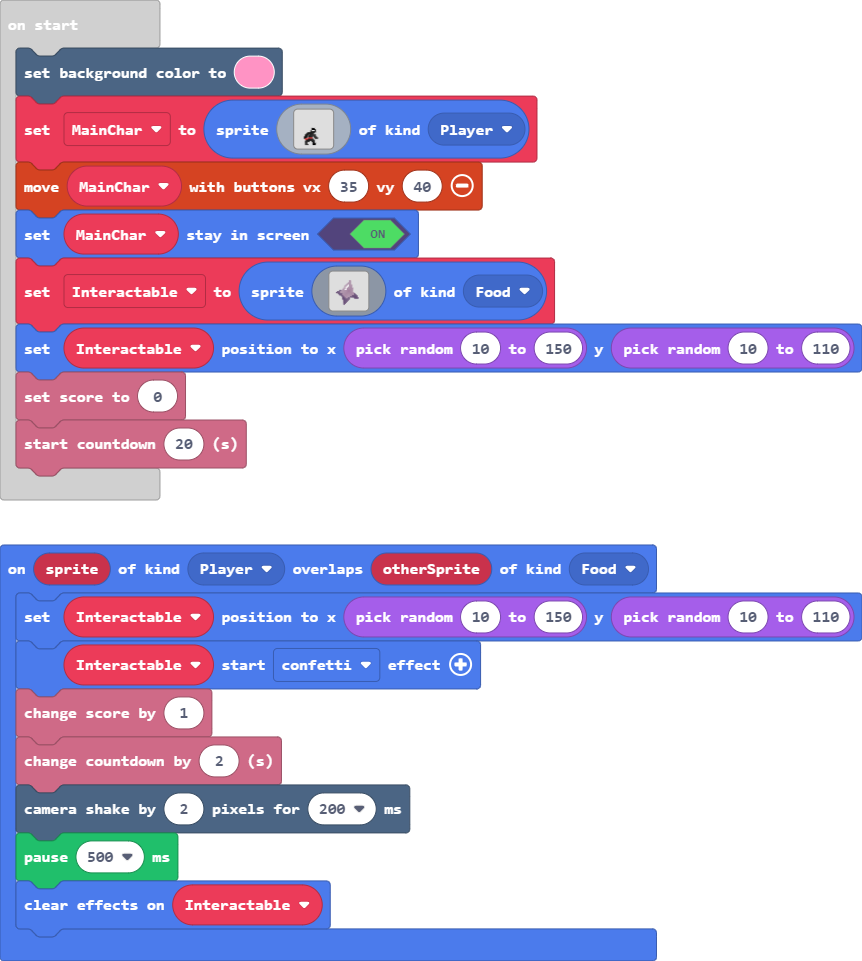 on start
set background color to
set MainChar to sprite of kind Player
move MainChar with buttons vx 35 vy 40
set MainChar stay in screen ON
set Interactable to sprite of kind Food
set Interactable position to x pick random 10 to 150 y pick random 10 to 110
set score to 0
start countdown 20 (s)
on sprite of kind Player overlaps otherSprite of kind Food
set Interactable position to x pick random 10 to 150 y pick random 10 to 110
Interactable start confetti effect
change score by 1
change countdown by 2 (s)
camera shake by 2 pixels for 200 ms
pause 500 ms
clear effects on Interactable